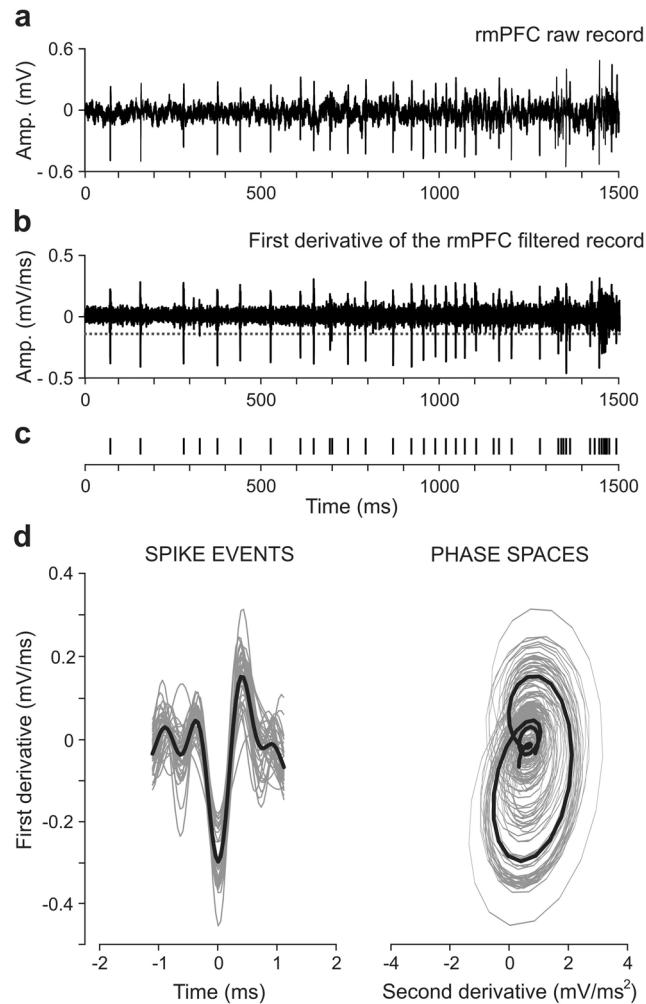 a
rmPFC raw record
Amp. (mV)
0.6
0
- 0.6
0 500 1000 1500
b
First derivative of the rmPFC filtered record
Amp. (mV/ms)
0.5
0
- 0.5
0 500 1000 1500
c
0 500 1000 1500
Time (ms)
d
SPIKE EVENTS PHASE SPACES
First derivative (mV/ms)
0.4
0.2
0
-0.2
-0.4
-2 -1 0 1 2
Time (ms)
-4 -2 0 2 4
Second derivative (mV/ms²)